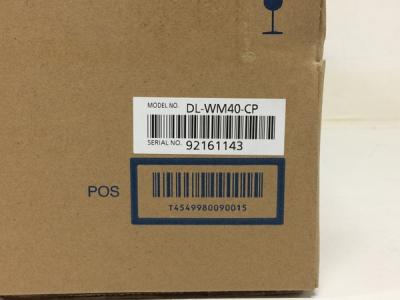 MODEL NO. DL-WM40-CP
SERIAL NO. 92161143
POS
T4549980090015